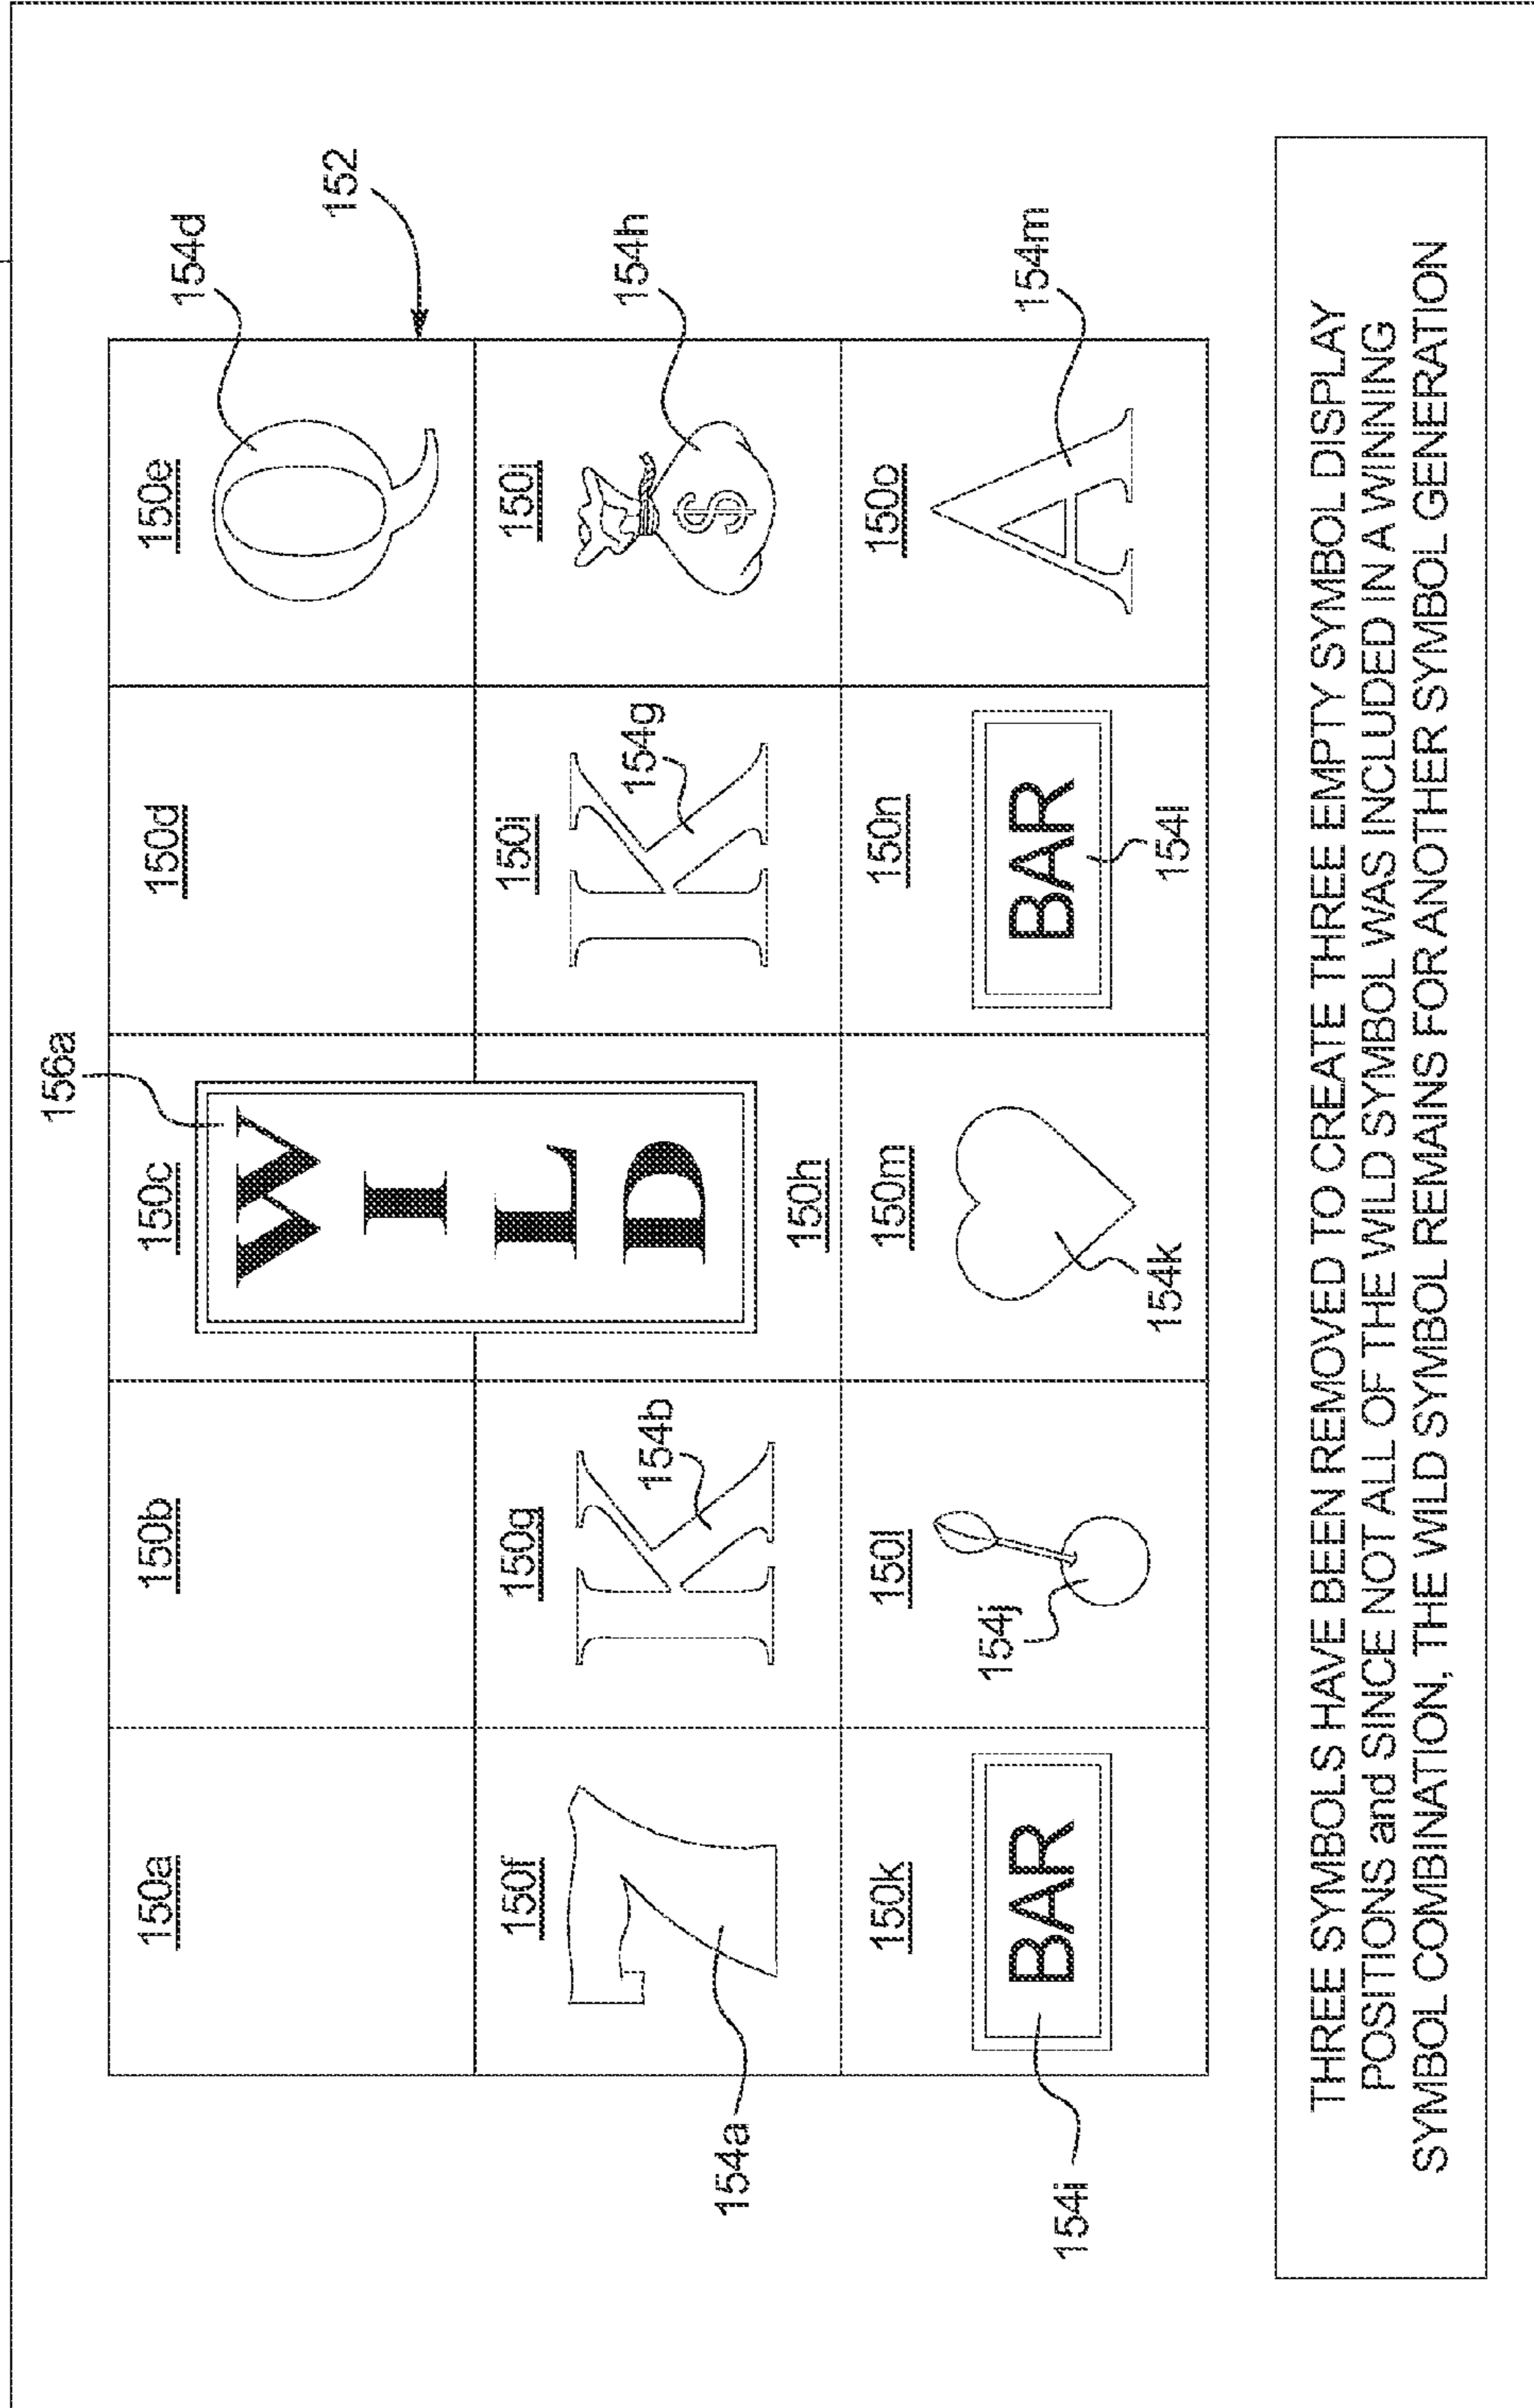 156a
150a
150b
150c
150d
150e
154d
152
WILD
150f
150g
150h
150i
150j
7
K
K
$
Q
154a
154b
154g
154h
150k
150l
150m
150n
150o
BAR
BAR
A
154i
154j
154k
154l
154m
THREE SYMBOLS HAVE BEEN REMOVED TO CREATE THREE EMPTY SYMBOL DISPLAY
POSITIONS and SINCE NOT ALL OF THE WILD SYMBOL WAS INCLUDED IN A WINNING
SYMBOL COMBINATION, THE WILD SYMBOL REMAINS FOR ANOTHER SYMBOL GENERATION